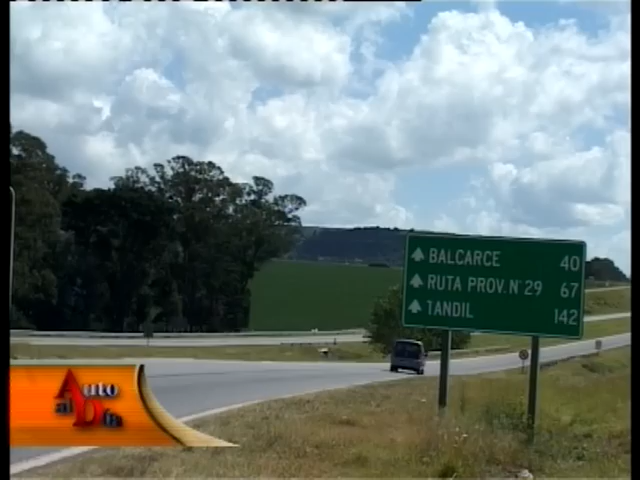 BALCARCE 40
RUTA PROV. N° 29 67
TANDIL 142
Auto
al Día